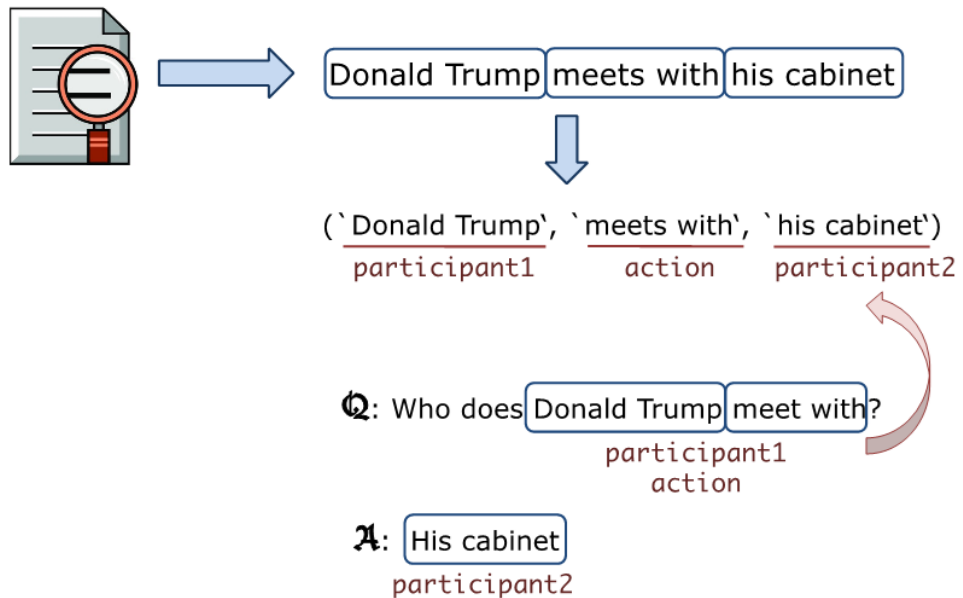 Donald Trump meets with his cabinet
(`Donald Trump‘, `meets with‘, `his cabinet‘)
participant1 action participant2
Q: Who does Donald Trump meet with?
participant1
action
A: His cabinet
participant2